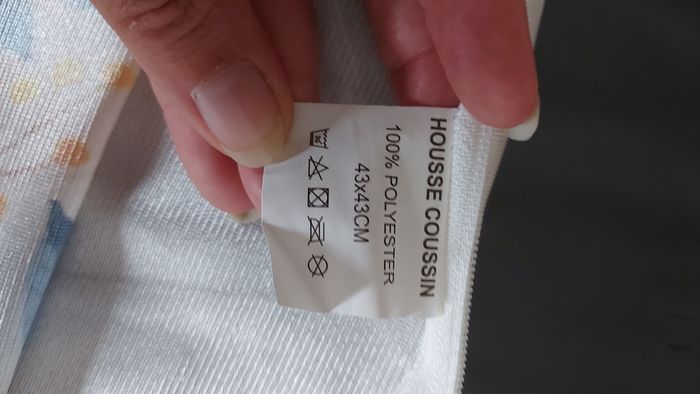 HOUSSE COUSSIN
100% POLYESTER
43x43CM